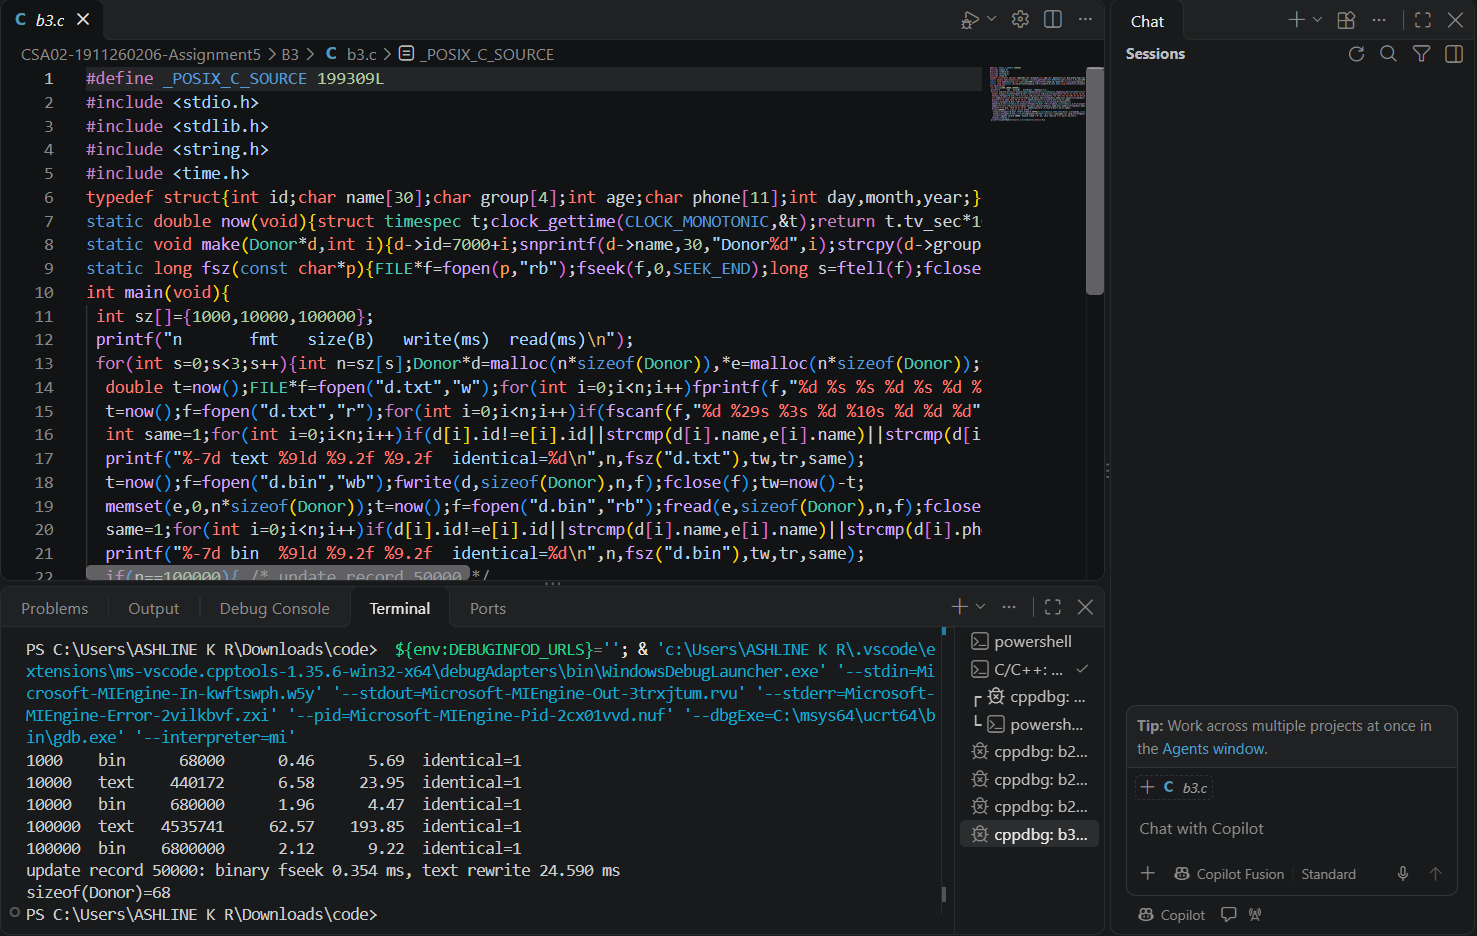 C b3.c
CSA02-1911260206-Assignment5 > B3 > C b3.c > _POSIX_C_SOURCE
1 #define _POSIX_C_SOURCE 199309L
2 #include <stdio.h>
3 #include <stdlib.h>
4 #include <string.h>
5 #include <time.h>
6 typedef struct{int id;char name[30];char group[4];int age;char phone[11];int day,month,year;}
7 static double now(void){struct timespec t;clock_gettime(CLOCK_MONOTONIC,&t);return t.tv_sec*1
8 static void make(Donor*d,int i){d->id=7000+i;snprintf(d->name,30,"Donor%d",i);strcpy(d->group
9 static long fsz(const char*p){FILE*f=fopen(p,"rb");fseek(f,0,SEEK_END);long s=ftell(f);fclose
10 int main(void){
11 int sz[]={1000,10000,100000};
12 printf("n       fmt   size(B)   write(ms)  read(ms)\n");
13 for(int s=0;s<3;s++){int n=sz[s];Donor*d=malloc(n*sizeof(Donor)),*e=malloc(n*sizeof(Donor));
14 double t=now();FILE*f=fopen("d.txt","w");for(int i=0;i<n;i++)fprintf(f,"%d %s %s %d %s %d %
15 t=now();f=fopen("d.txt","r");for(int i=0;i<n;i++)if(fscanf(f,"%d %29s %3s %d %10s %d %d %d"
16 int same=1;for(int i=0;i<n;i++)if(d[i].id!=e[i].id||strcmp(d[i].name,e[i].name)||strcmp(d[i
17 printf("%-7d text %9ld %9.2f %9.2f  identical=%d\n",n,fsz("d.txt"),tw,tr,same);
18 t=now();f=fopen("d.bin","wb");fwrite(d,sizeof(Donor),n,f);fclose(f);tw=now()-t;
19 memset(e,0,n*sizeof(Donor));t=now();f=fopen("d.bin","rb");fread(e,sizeof(Donor),n,f);fclose
20 same=1;for(int i=0;i<n;i++)if(d[i].id!=e[i].id||strcmp(d[i].name,e[i].name)||strcmp(d[i].ph
21 printf("%-7d bin  %9ld %9.2f %9.2f  identical=%d\n",n,fsz("d.bin"),tw,tr,same);
22 if(n==100000){ /* update record 50000 */
Problems Output Debug Console Terminal Ports
PS C:\Users\ASHLINE K R\Downloads\code>  ${env:DEBUGINFOD_URLS}=''; & 'c:\Users\ASHLINE K R\.vscode\e
xtensions\ms-vscode.cpptools-1.35.6-win32-x64\debugAdapters\bin\WindowsDebugLauncher.exe' '--stdin=Mi
crosoft-MIEngine-In-kwftswph.w5y' '--stdout=Microsoft-MIEngine-Out-3trxjtum.rvu' '--stderr=Microsoft-
MIEngine-Error-2vilkbvf.zxi' '--pid=Microsoft-MIEngine-Pid-2cx01vvd.nuf' '--dbgExe=C:\msys64\ucrt64\b
in\gdb.exe' '--interpreter=mi'
1000    bin      68000      0.46      5.69  identical=1
10000   text    440172      6.58     23.95  identical=1
10000   bin     680000      1.96      4.47  identical=1
100000  text   4535741     62.57    193.85  identical=1
100000  bin    6800000      2.12      9.22  identical=1
update record 50000: binary fseek 0.354 ms, text rewrite 24.590 ms
sizeof(Donor)=68
PS C:\Users\ASHLINE K R\Downloads\code>
powershell
C/C++: ...
cppdbg: ...
powersh...
cppdbg: b2...
cppdbg: b2...
cppdbg: b2...
cppdbg: b3...
Chat
Sessions
Tip: Work across multiple projects at once in
the Agents window.
C b3.c
Chat with Copilot
Copilot Fusion Standard
Copilot